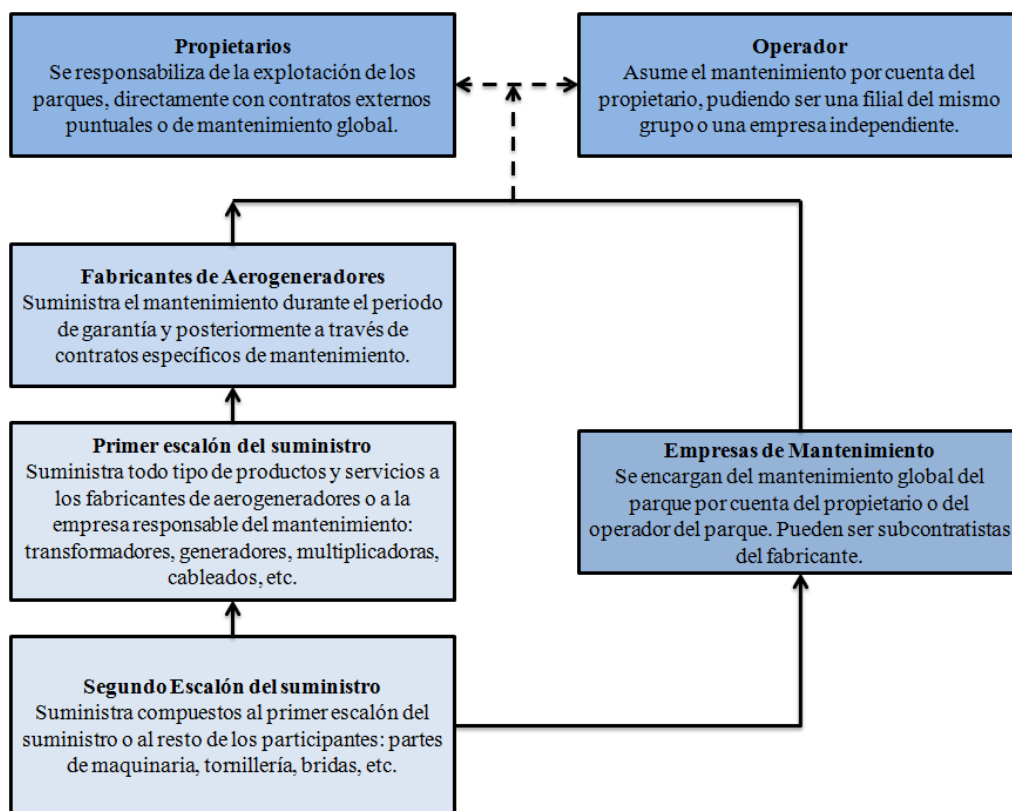 Propietarios
Se responsabiliza de la explotación de los
parques, directamente con contratos externos
puntuales o de mantenimiento global.
Operador
Asume el mantenimiento por cuenta del
propietario, pudiendo ser una filial del mismo
grupo o una empresa independiente.
Fabricantes de Aerogeneradores
Suministra el mantenimiento durante el periodo
de garantía y posteriormente a través de
contratos específicos de mantenimiento.
Primer escalón del suministro
Suministra todo tipo de productos y servicios a
los fabricantes de aerogeneradores o a la
empresa responsable del mantenimiento:
transformadores, generadores, multiplicadoras,
cableados, etc.
Empresas de Mantenimiento
Se encargan del mantenimiento global del
parque por cuenta del propietario o del
operador del parque. Pueden ser subcontratistas
del fabricante.
Segundo Escalón del suministro
Suministra compuestos al primer escalón del
suministro o al resto de los participantes: partes
de maquinaria, tornillería, bridas, etc.